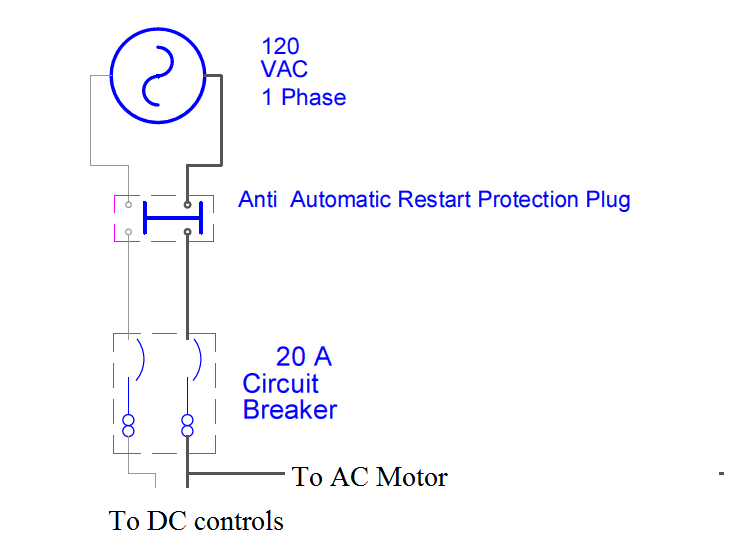 120
VAC
1 Phase
Anti Automatic Restart Protection Plug
20 A
Circuit
Breaker
To AC Motor
To DC controls